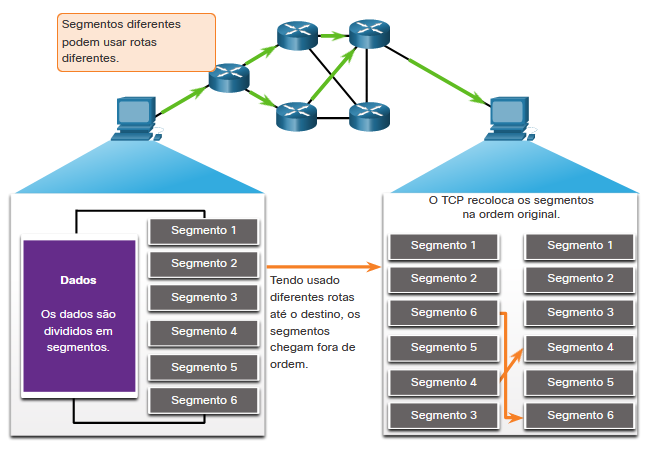 Segmentos diferentes
podem usar rotas
diferentes.
Dados
Os dados são
divididos em
segmentos.
Segmento 1
Segmento 2
Segmento 3
Segmento 4
Segmento 5
Segmento 6
Tendo usado
diferentes rotas
até o destino, os
segmentos
chegam fora de
ordem.
O TCP recoloca os segmentos
na ordem original.
Segmento 1
Segmento 2
Segmento 6
Segmento 5
Segmento 4
Segmento 3
Segmento 1
Segmento 2
Segmento 3
Segmento 4
Segmento 5
Segmento 6